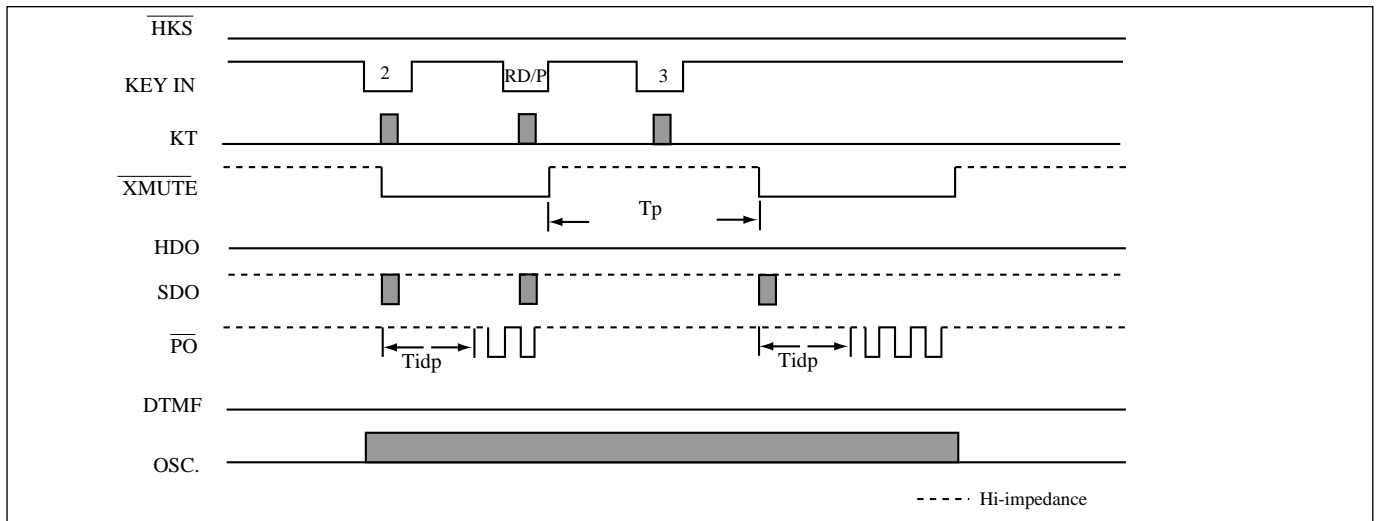 HKS
KEY IN 2 RD/P 3
KT
XMUTE
Tp
HDO
SDO
PO
Tidp Tidp
DTMF
OSC.
Hi-impedance